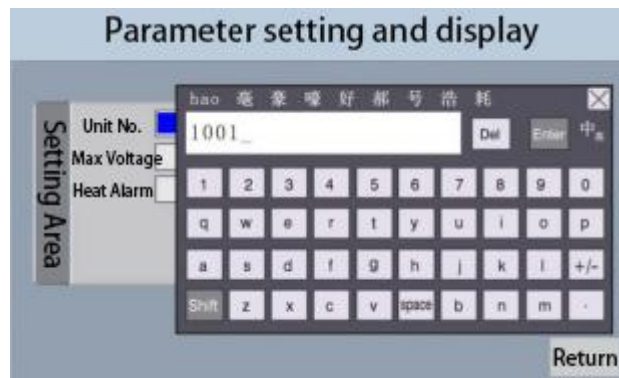 Parameter setting and display
hao 毫 豪 嚎 好 郝 号 浩 耗
Setting Area
Unit No.
Max Voltage
Heat Alarm
1001_
Del Enter 中
1 2 3 4 5 6 7 8 9 0
q w e r t y u i o p
a s d f g h j k l +/-
Shift z x c v space b n m .
Return